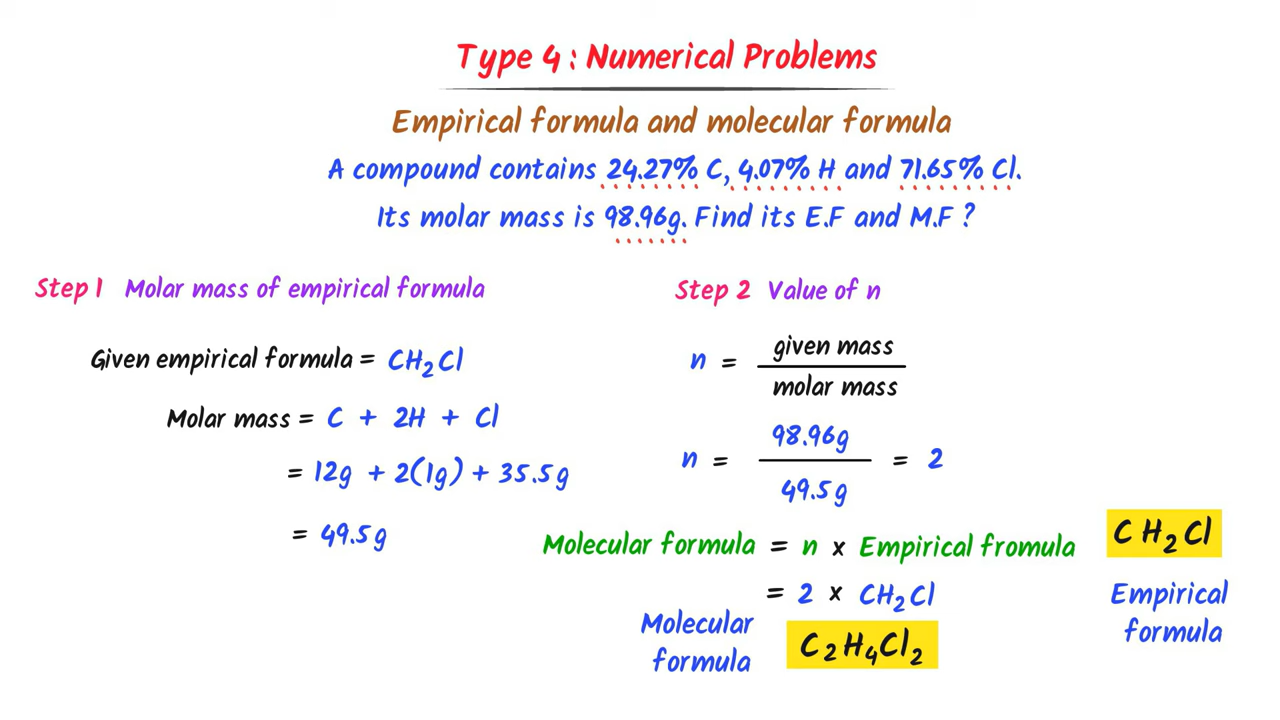 Type 4 : Numerical Problems
Empirical formula and molecular formula
A compound contains 24.27% C, 4.07% H and 71.65% Cl.
Its molar mass is 98.96g. Find its E.F and M.F ?
Step 1 Molar mass of empirical formula
Given empirical formula = CH₂Cl
Molar mass = C + 2H + Cl
= 12g + 2(1g) + 35.5g
= 49.5g
Step 2 Value of n
n = given mass / molar mass
n = 98.96g / 49.5g = 2
Molecular formula = n x Empirical fromula
= 2 x CH₂Cl
Molecular formula
C₂H₄Cl₂
CH₂Cl
Empirical formula